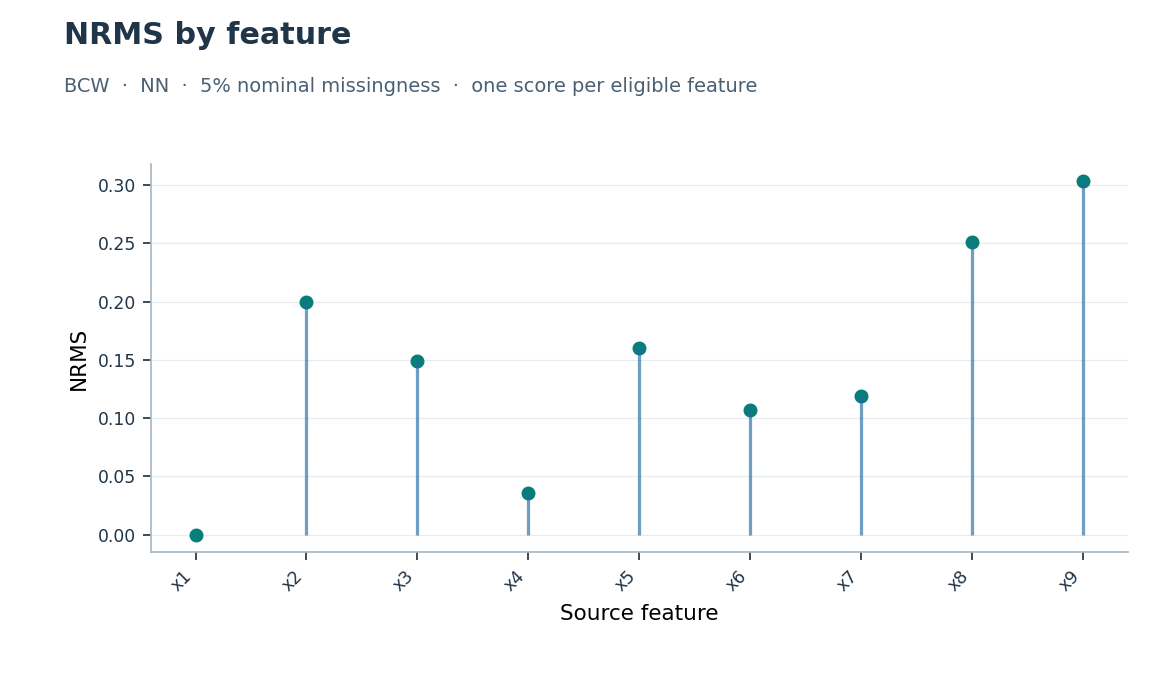 NRMS by feature
BCW · NN · 5% nominal missingness · one score per eligible feature
0.30
0.25
0.20
0.15
0.10
0.05
0.00
NRMS
x1 x2 x3 x4 x5 x6 x7 x8 x9
Source feature